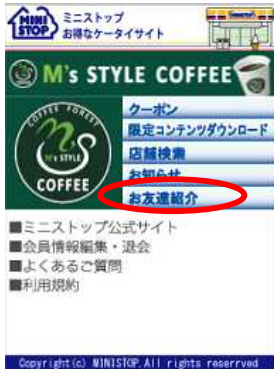 MINI STOP
ミニストップ
お得なケータイサイト
M's STYLE COFFEE
COFFEE FOREST
M's STYLE
COFFEE
クーポン
限定コンテンツダウンロード
店舗検索
お知らせ
お友達紹介
■ミニストップ公式サイト
■会員情報編集・退会
■よくあるご質問
■利用規約
Copyright(c) MINISTOP.All rights reserrved